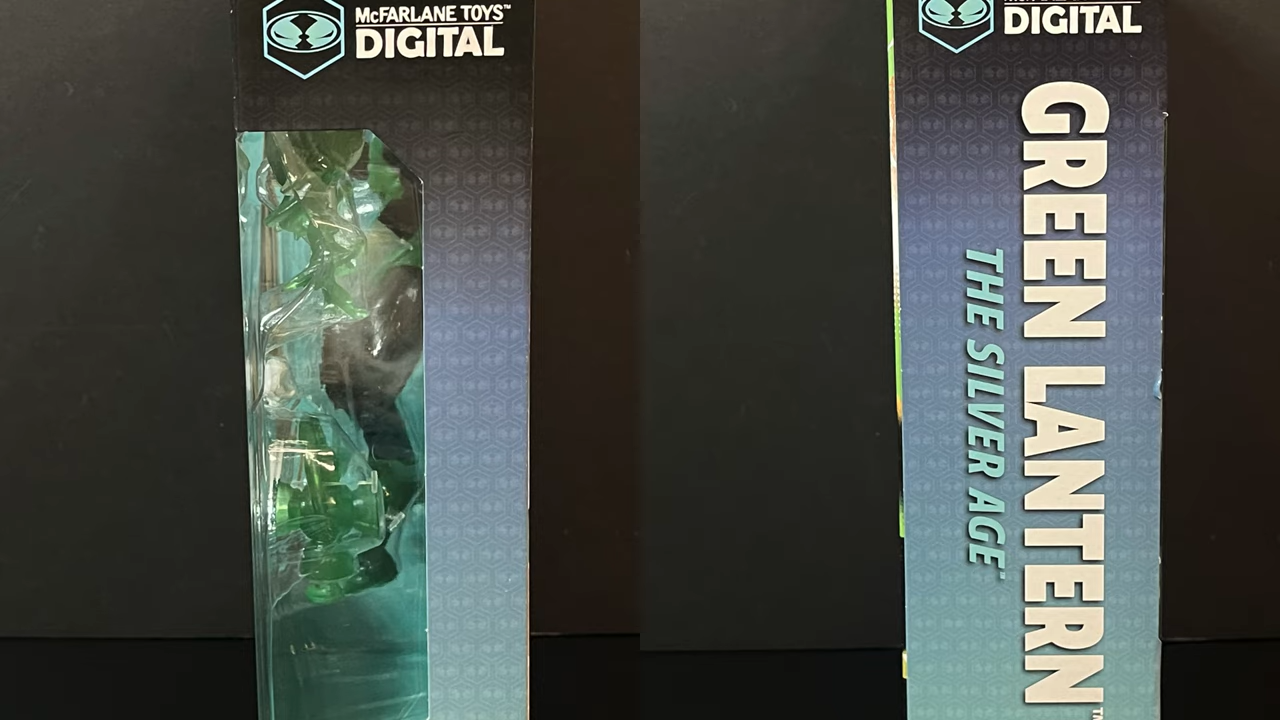 McFARLANE TOYS™
DIGITAL
DIGITAL
GREEN LANTERN™
THE SILVER AGE™